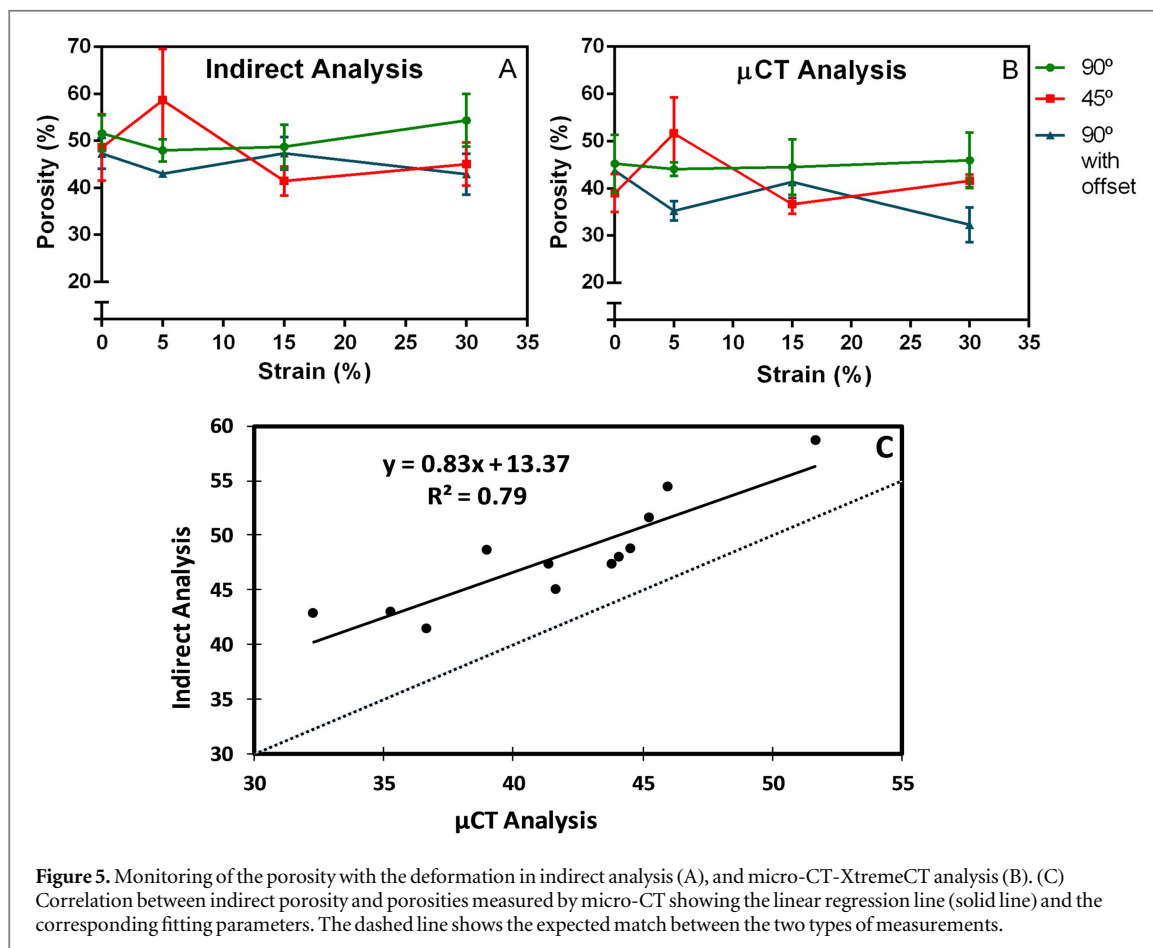 Indirect Analysis
A
Porosity (%)
70
60
50
40
30
20
0 5 10 15 20 25 30 35
Strain (%)
μCT Analysis
B
Porosity (%)
70
60
50
40
30
20
0 5 10 15 20 25 30 35
Strain (%)
90º
45º
90º
with
offset
C
y = 0.83x + 13.37
R² = 0.79
Indirect Analysis
60
55
50
45
40
35
30
30 35 40 45 50 55
μCT Analysis
Figure 5. Monitoring of the porosity with the deformation in indirect analysis (A), and micro-CT-XtremeCT analysis (B). (C)
Correlation between indirect porosity and porosities measured by micro-CT showing the linear regression line (solid line) and the
corresponding fitting parameters. The dashed line shows the expected match between the two types of measurements.